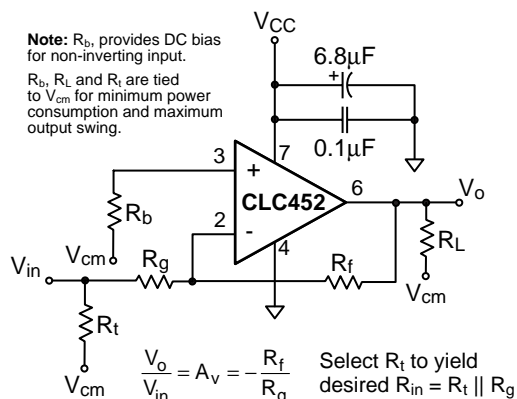 Note: Rb, provides DC bias
for non-inverting input.
Rb, RL and Rt are tied
to Vcm for minimum power
consumption and maximum
output swing.
VCC
6.8µF
+
0.1µF
7
3
+
CLC452
6
Vo
2
-
4
Rb
Vcm
Vin
Rg
Rf
RL
Vcm
Rt
Vcm
Vo/Vin = Av = -Rf/Rg
Select Rt to yield
desired Rin = Rt || Rg